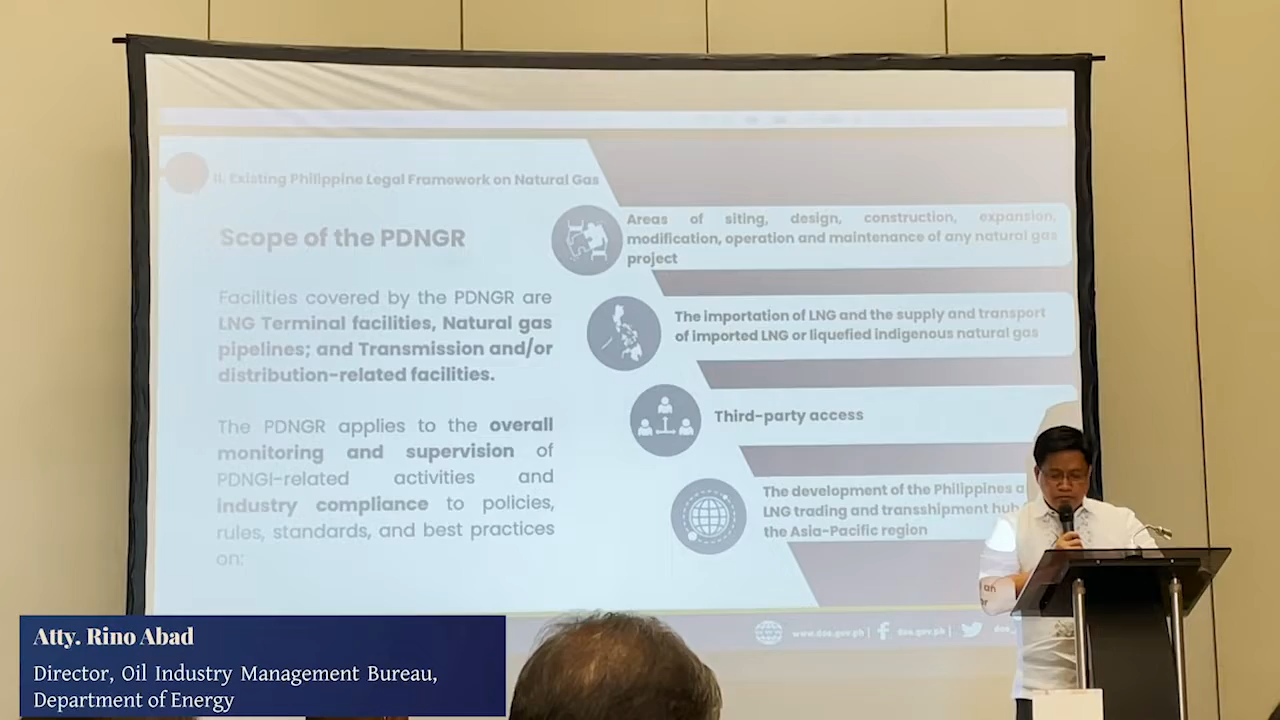 II. Existing Philippine Legal Framework on Natural Gas
Scope of the PDNGR
Facilities covered by the PDNGR are
LNG Terminal facilities, Natural gas
pipelines; and Transmission and/or
distribution-related facilities.
The PDNGR applies to the overall
monitoring and supervision of
PDNGI-related activities and
industry compliance to policies,
rules, standards, and best practices
on:
Areas of siting, design, construction, expansion,
modification, operation and maintenance of any natural gas
project
The importation of LNG and the supply and transport
of imported LNG or liquefied indigenous natural gas
Third-party access
The development of the Philippines a
LNG trading and transshipment hub
the Asia-Pacific region
www.doe.gov.ph | doe.gov.ph | doe_
Atty. Rino Abad
Director, Oil Industry Management Bureau,
Department of Energy